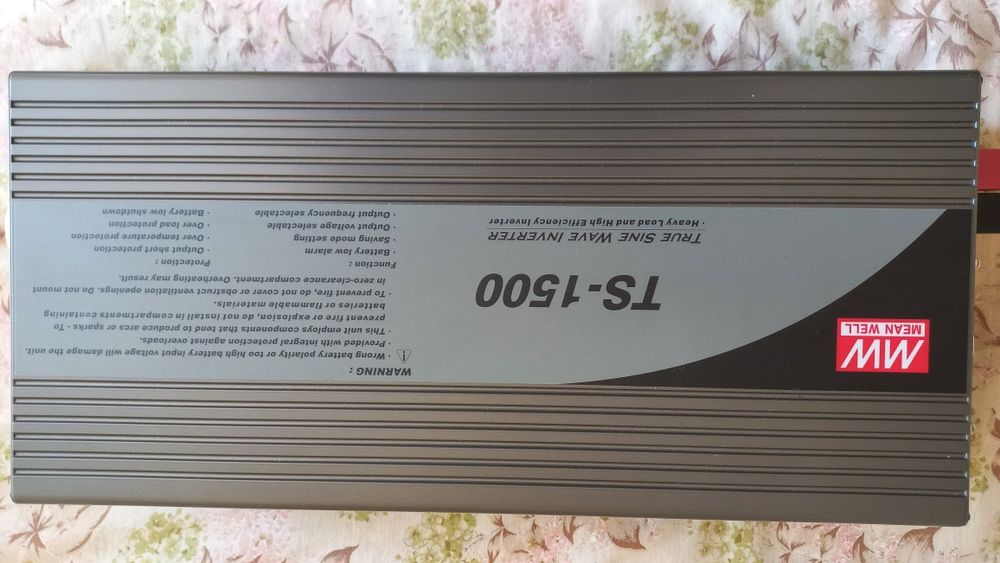 MW
MEAN WELL
TS-1500
TRUE SINE WAVE INVERTER
· Heavy Load and High Efficiency Inverter
WARNING :
· Wrong battery polarity or too high battery input voltage will damage the unit.
· Provided with integral protection against overloads.
· This unit employs components that tend to produce arcs or sparks - To
prevent fire or explosion, do not install in compartments containing
batteries or flammable materials.
· To prevent fire, do not cover or obstruct ventilation openings. Do not mount
in zero-clearance in compartment. Overheating. may result.
Function :
· Battery low alarm
· Saving mode setting
· Output voltage selectable
· Output frequency selectable
Protection :
· Output short protection
· Over temperature protection
· Over load protection
· Battery low shutdown